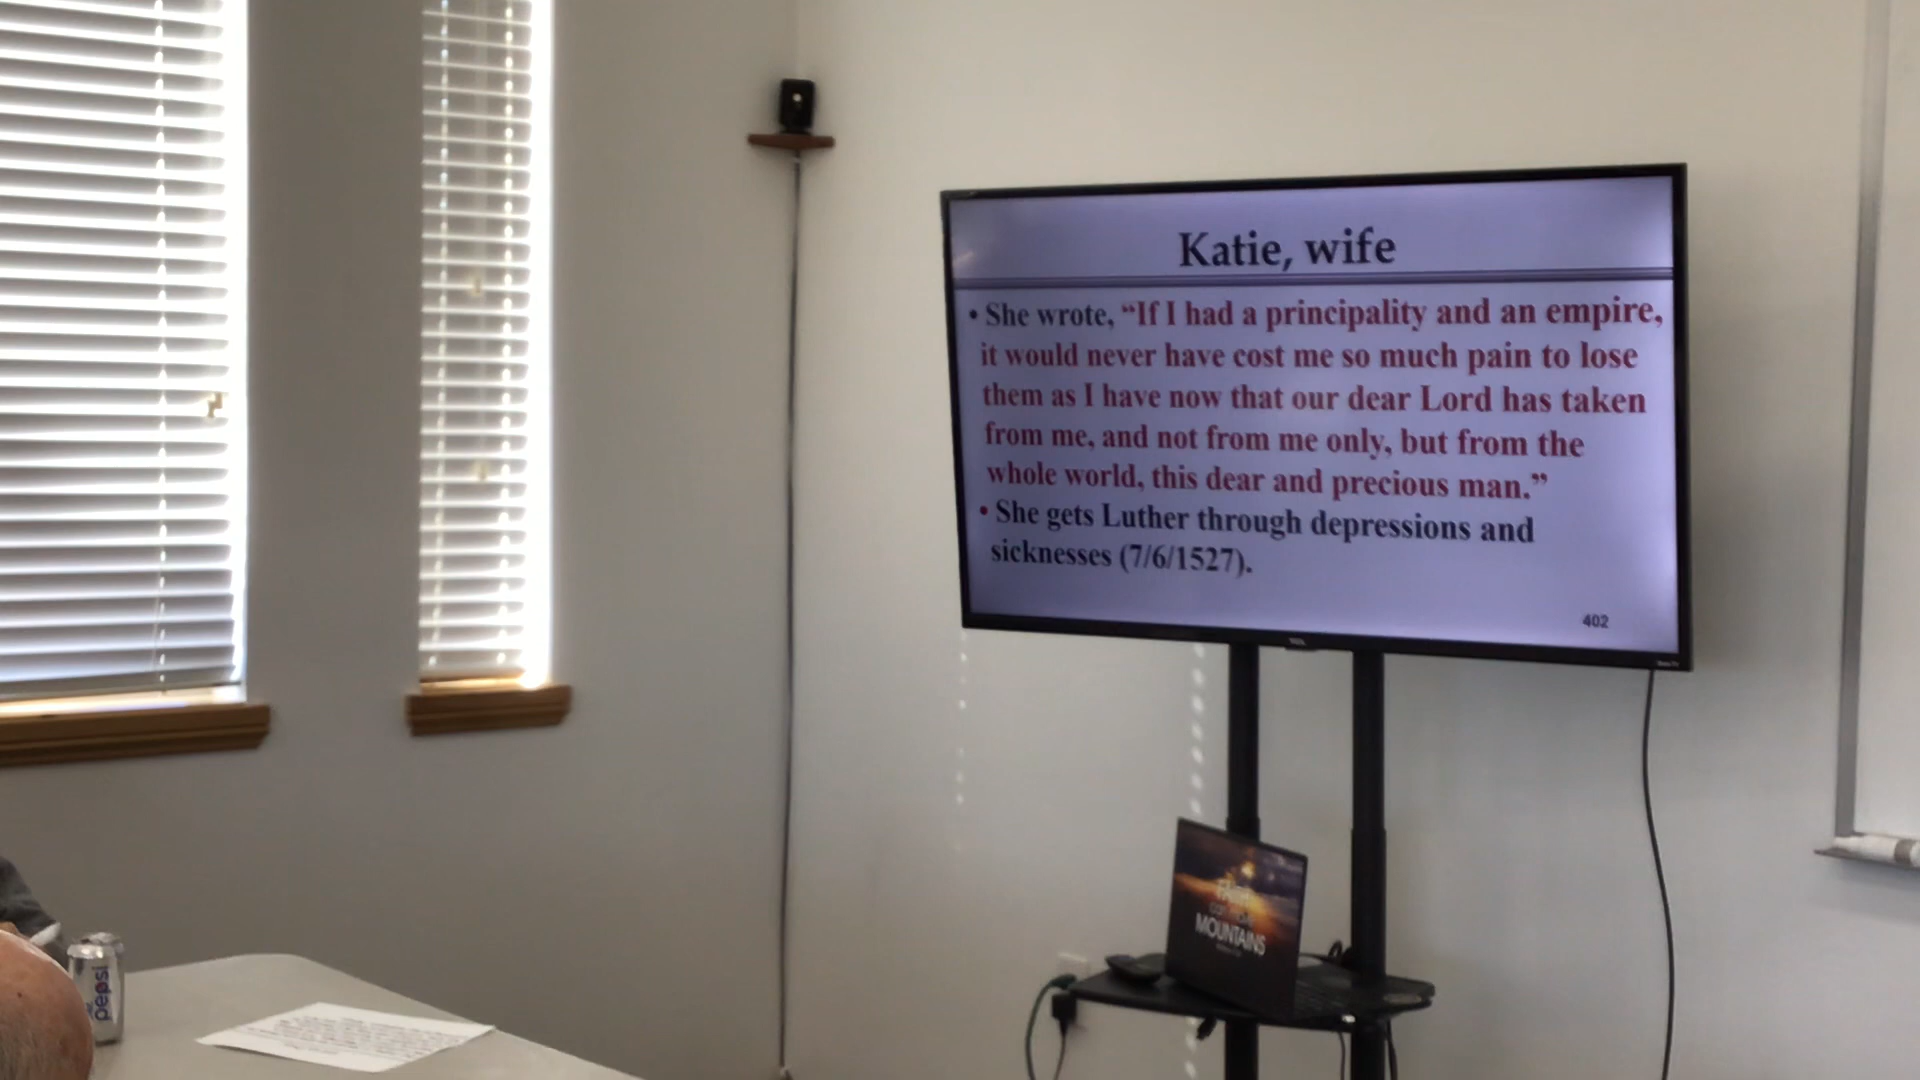 Katie, wife
• She wrote, “If I had a principality and an empire,
it would never have cost me so much pain to lose
them as I have now that our dear Lord has taken
from me, and not from me only, but from the
whole world, this dear and precious man.”
• She gets Luther through depressions and
sicknesses (7/6/1527).
402
MOUNTAINS
pepsi